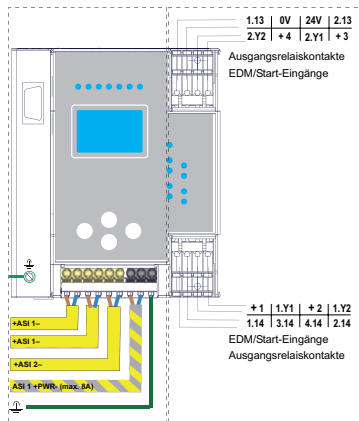 1.13 0V 24V 2.13
2.Y2 +4 2.Y1 +3
Ausgangsrelaiskontakte
EDM/Start-Eingänge
+1 1.Y1 +2 1.Y2
1.14 3.14 4.14 2.14
EDM/Start-Eingänge
Ausgangsrelaiskontakte
+ASI 1–
+ASI 1–
+ASI 2–
ASI 1 +PWR- (max. 8A)